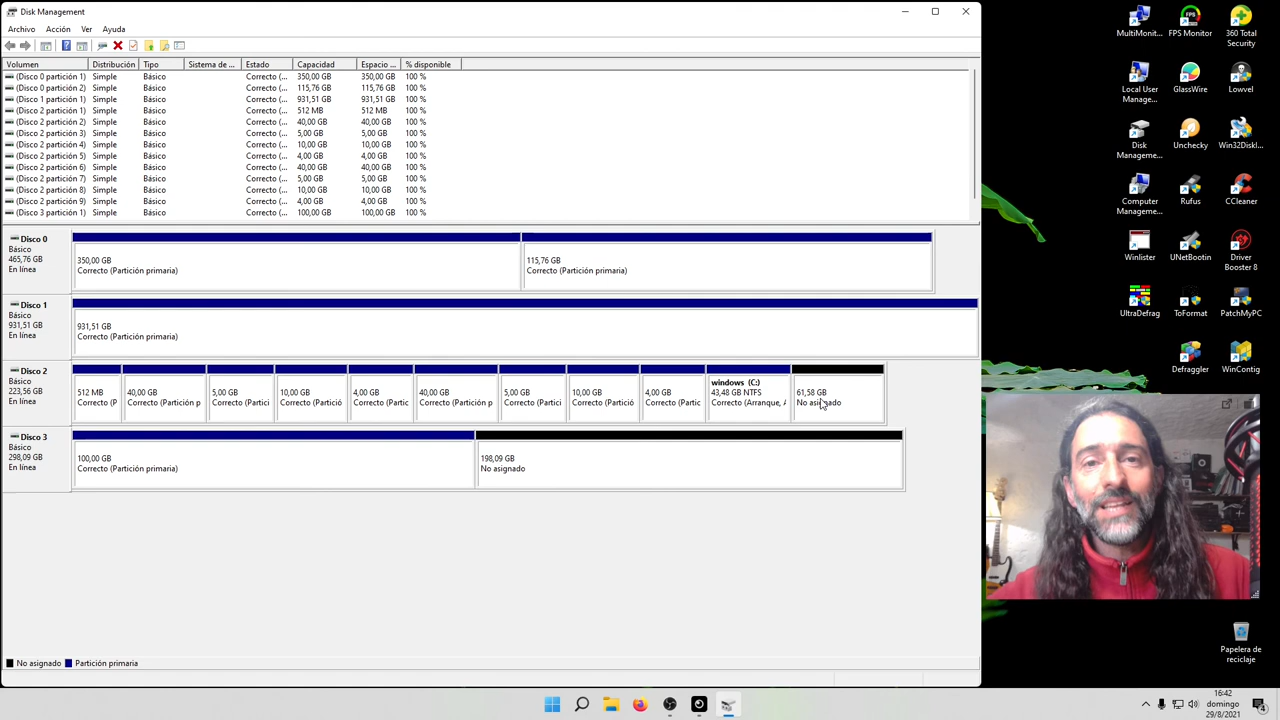 Disk Management
Archivo Acción Ver Ayuda
Volumen Distribución Tipo Sistema de ... Estado Capacidad Espacio ... % disponible
(Disco 0 partición 1) Simple Básico Correcto (... 350,00 GB 350,00 GB 100 %
(Disco 0 partición 2) Simple Básico Correcto (... 115,76 GB 115,76 GB 100 %
(Disco 1 partición 1) Simple Básico Correcto (... 931,51 GB 931,51 GB 100 %
(Disco 2 partición 1) Simple Básico Correcto (... 512 MB 512 MB 100 %
(Disco 2 partición 2) Simple Básico Correcto (... 40,00 GB 40,00 GB 100 %
(Disco 2 partición 3) Simple Básico Correcto (... 5,00 GB 5,00 GB 100 %
(Disco 2 partición 4) Simple Básico Correcto (... 10,00 GB 10,00 GB 100 %
(Disco 2 partición 5) Simple Básico Correcto (... 4,00 GB 4,00 GB 100 %
(Disco 2 partición 6) Simple Básico Correcto (... 40,00 GB 40,00 GB 100 %
(Disco 2 partición 7) Simple Básico Correcto (... 5,00 GB 5,00 GB 100 %
(Disco 2 partición 8) Simple Básico Correcto (... 10,00 GB 10,00 GB 100 %
(Disco 2 partición 9) Simple Básico Correcto (... 4,00 GB 4,00 GB 100 %
(Disco 3 partición 1) Simple Básico Correcto (... 100,00 GB 100,00 GB 100 %
Disco 0
Básico
465,76 GB
En línea
350,00 GB
Correcto (Partición primaria)
115,76 GB
Correcto (Partición primaria)
Disco 1
Básico
931,51 GB
En línea
931,51 GB
Correcto (Partición primaria)
Disco 2
Básico
223,56 GB
En línea
512 MB
Correcto (P
40,00 GB
Correcto (Partición p
5,00 GB
Correcto (Partici
10,00 GB
Correcto (Partició
4,00 GB
Correcto (Partic
40,00 GB
Correcto (Partición p
5,00 GB
Correcto (Partici
10,00 GB
Correcto (Partició
4,00 GB
Correcto (Partic
windows (C:)
43,48 GB NTFS
Correcto (Arranque, A
61,58 GB
No asignado
Disco 3
Básico
298,09 GB
En línea
100,00 GB
Correcto (Partición primaria)
198,09 GB
No asignado
No asignado Partición primaria
MultiMonit...
FPS
FPS Monitor
360 Total
Security
Local User
Manage...
GlassWire
Lowvel
Disk
Manageme...
Unchecky
Win32DiskI...
Computer
Manageme...
Rufus
CCleaner
Winlister
UNetBootin
Driver
Booster 8
UltraDefrag
ToFormat
PatchMyPC
Defraggler
WinContig
Papelera de
reciclaje
16:42
domingo
29/8/2021
4